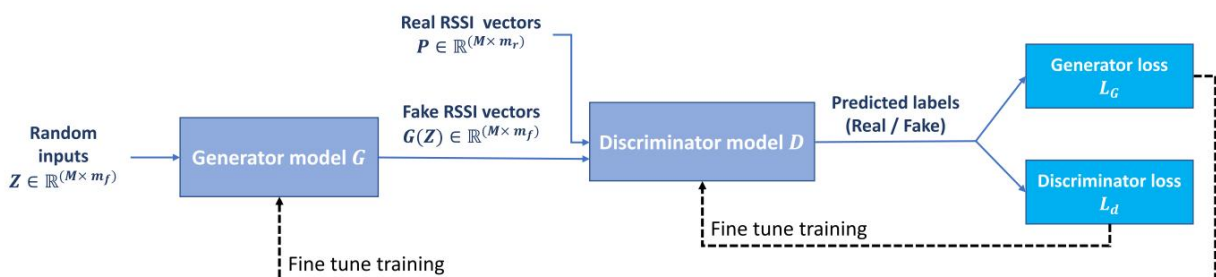 Real RSSI vectors
P ∈ ℝ^(M× m_r)
Random
inputs
Z ∈ ℝ^(M× m_f)
Generator model G
Fake RSSI vectors
G(Z) ∈ ℝ^(M× m_f)
Discriminator model D
Predicted labels
(Real / Fake)
Generator loss
L_G
Discriminator loss
L_d
Fine tune training
Fine tune training